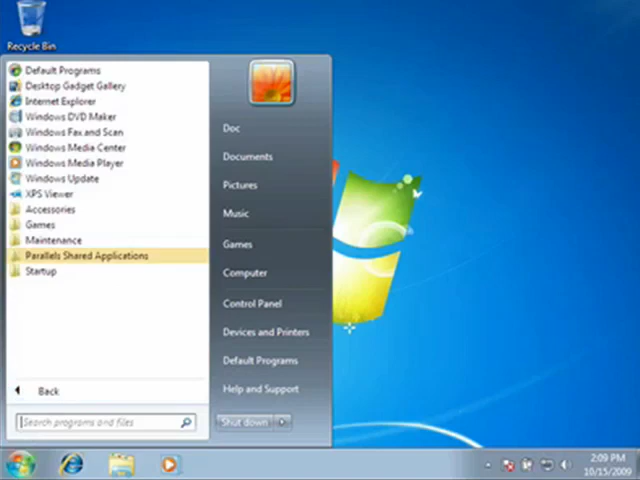 Recycle Bin
Default Programs
Desktop Gadget Gallery
Internet Explorer
Windows DVD Maker
Windows Fax and Scan
Windows Media Center
Windows Media Player
Windows Update
XPS Viewer
Accessories
Games
Maintenance
Parallels Shared Applications
Startup
Back
Search programs and files
Doc
Documents
Pictures
Music
Games
Computer
Control Panel
Devices and Printers
Default Programs
Help and Support
Shut down
2:09 PM
10/15/2009